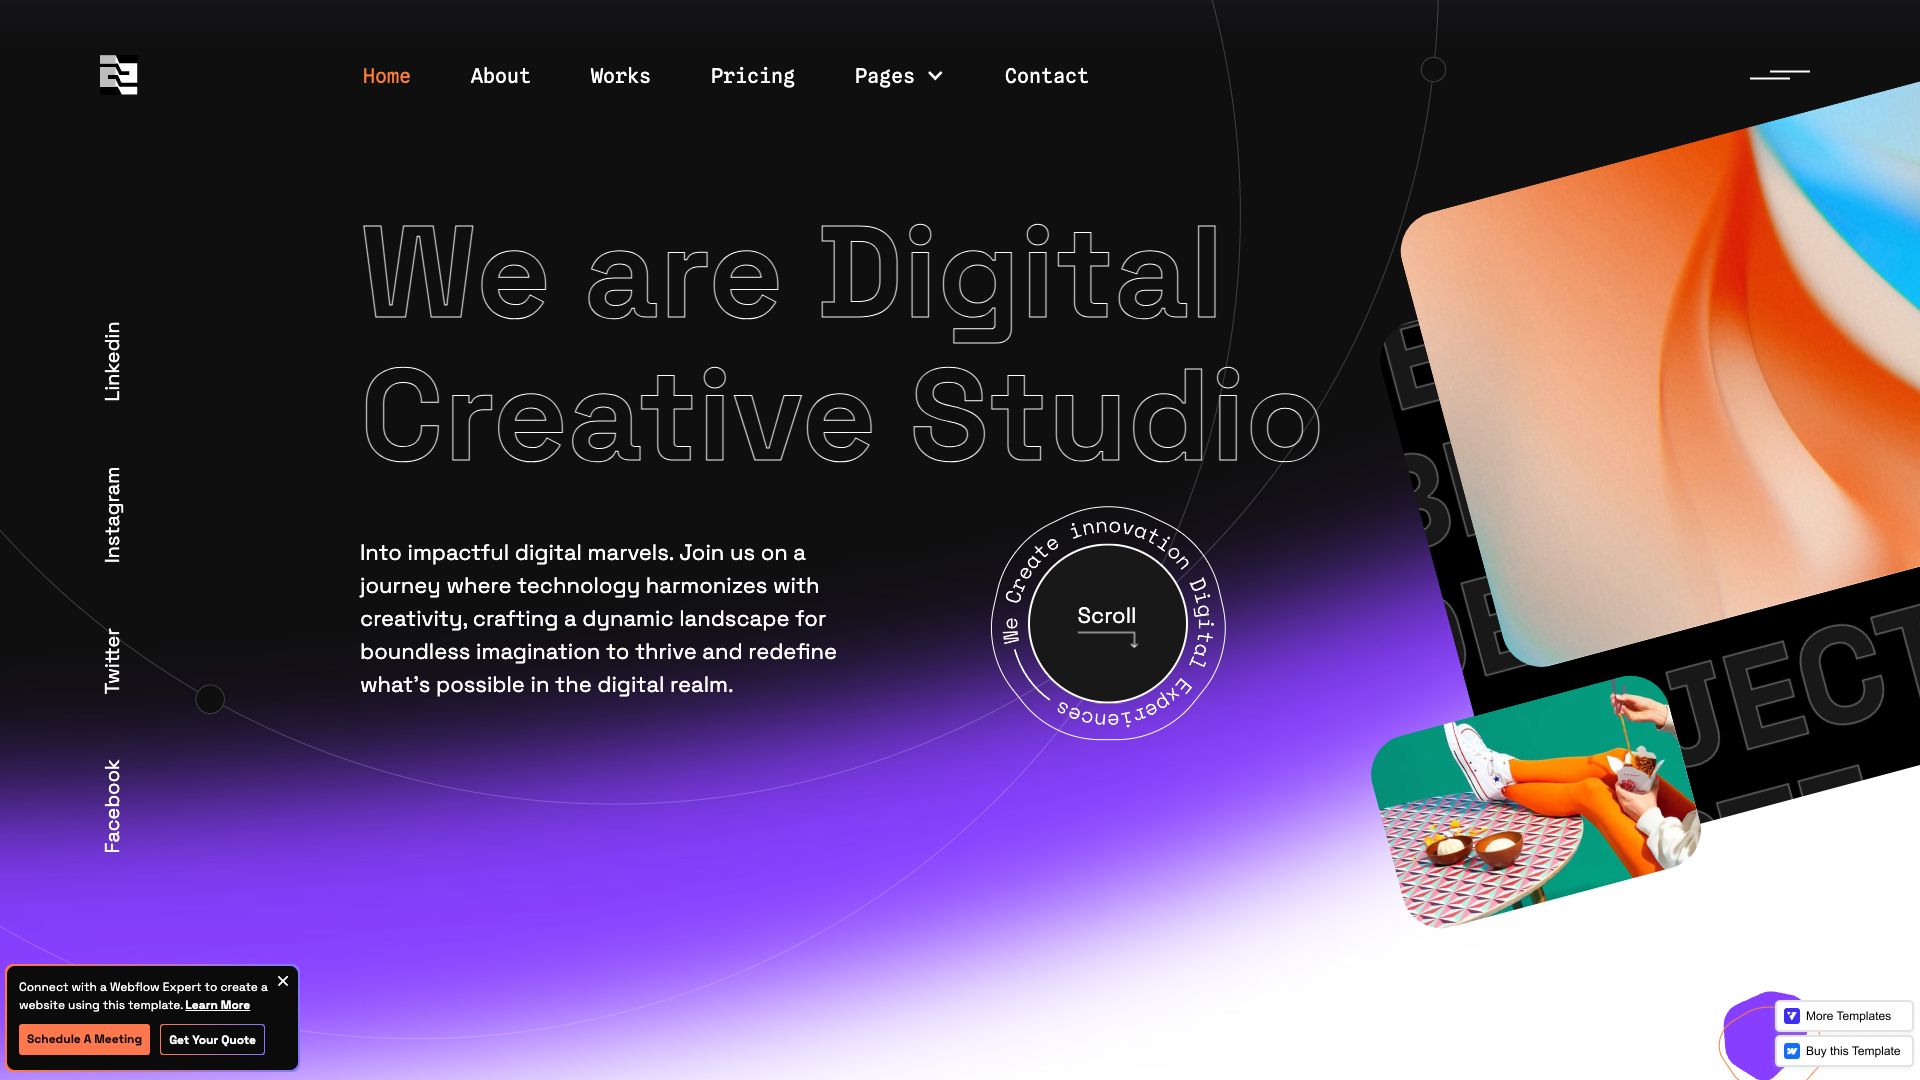 Home
About
Works
Pricing
Pages
Contact
We are Digital
Creative Studio
Linkedin
Instagram
Twitter
Facebook
Into impactful digital marvels. Join us on a
journey where technology harmonizes with
creativity, crafting a dynamic landscape for
boundless imagination to thrive and redefine
what's possible in the digital realm.
We Create innovation Digital Experiences
Scroll
JECT
Connect with a Webflow Expert to create a
website using this template. Learn More
Schedule A Meeting
Get Your Quote
More Templates
Buy this Template